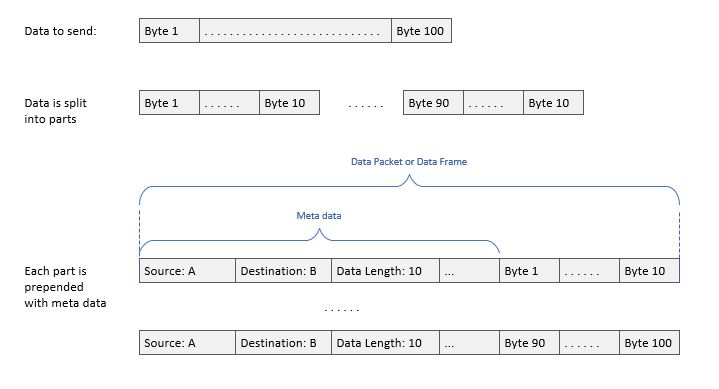 Data to send: Byte 1 ............................. Byte 100
Data is split
into parts
Byte 1 ...... Byte 10 ...... Byte 90 ...... Byte 10
Data Packet or Data Frame
Meta data
Each part is
prepended
with meta data
Source: A Destination: B Data Length: 10 ... Byte 1 ...... Byte 10
......
Source: A Destination: B Data Length: 10 ... Byte 90 ...... Byte 100